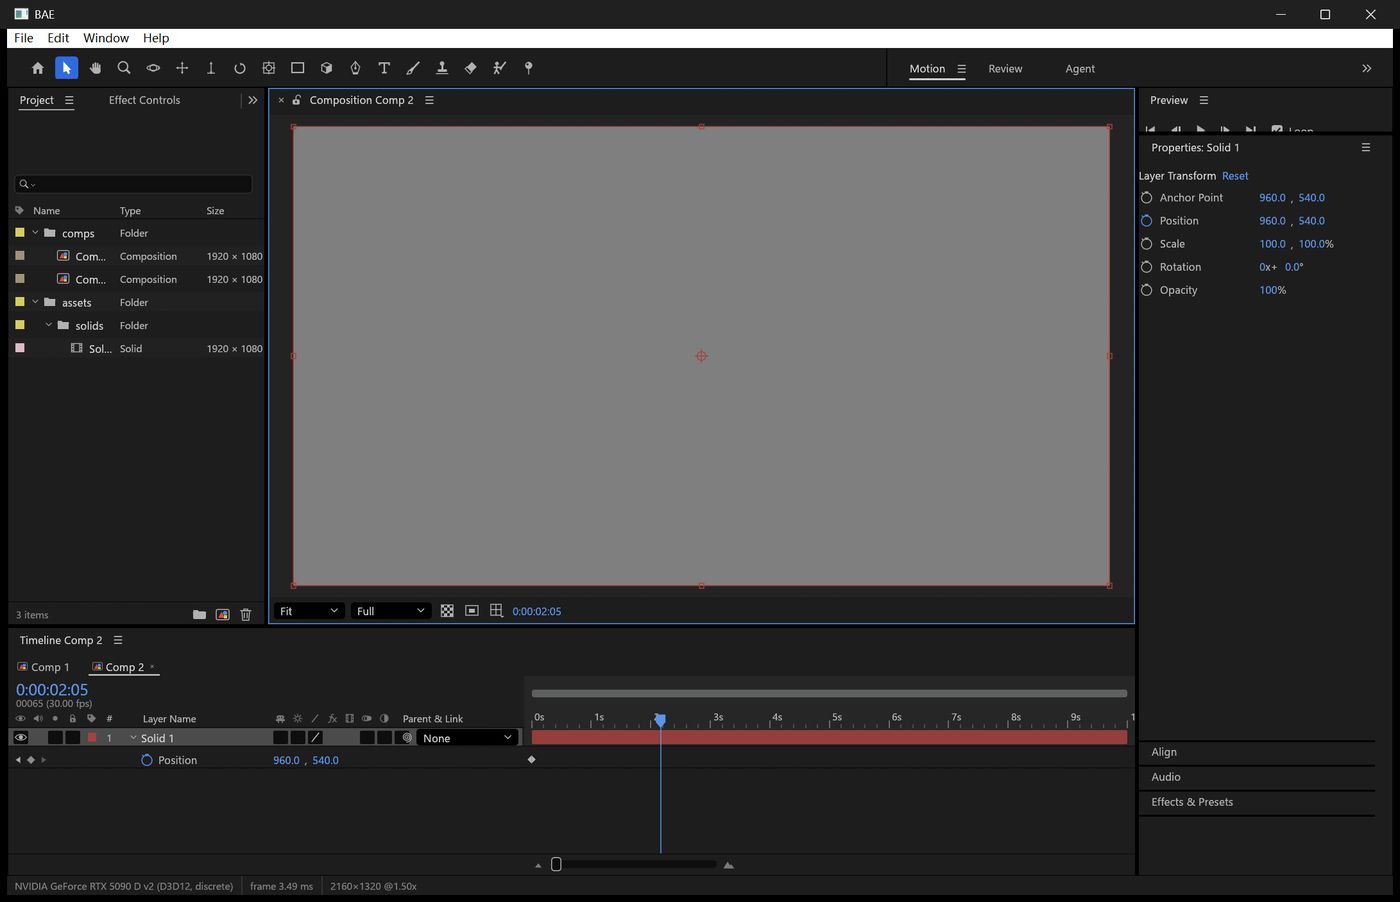 BAE
File Edit Window Help
Motion Review Agent
Project Effect Controls
Composition Comp 2
Preview
Loop
Properties: Solid 1
Layer Transform Reset
Anchor Point 960.0 , 540.0
Position 960.0 , 540.0
Scale 100.0 , 100.0%
Rotation 0x+ 0.0°
Opacity 100%
Name Type Size
comps Folder
Com... Composition 1920 × 1080
Com... Composition 1920 × 1080
assets Folder
solids Folder
Sol... Solid 1920 × 1080
3 items
Fit Full 0:00:02:05
Timeline Comp 2
Comp 1 Comp 2
0:00:02:05
00065 (30.00 fps)
# Layer Name fx Parent & Link
0s 1s 3s 4s 5s 6s 7s 8s 9s 1
1 Solid 1 None
Position 960.0 , 540.0
Align
Audio
Effects & Presets
NVIDIA GeForce RTX 5090 D v2 (D3D12, discrete) frame 3.49 ms 2160×1320 @1.50x